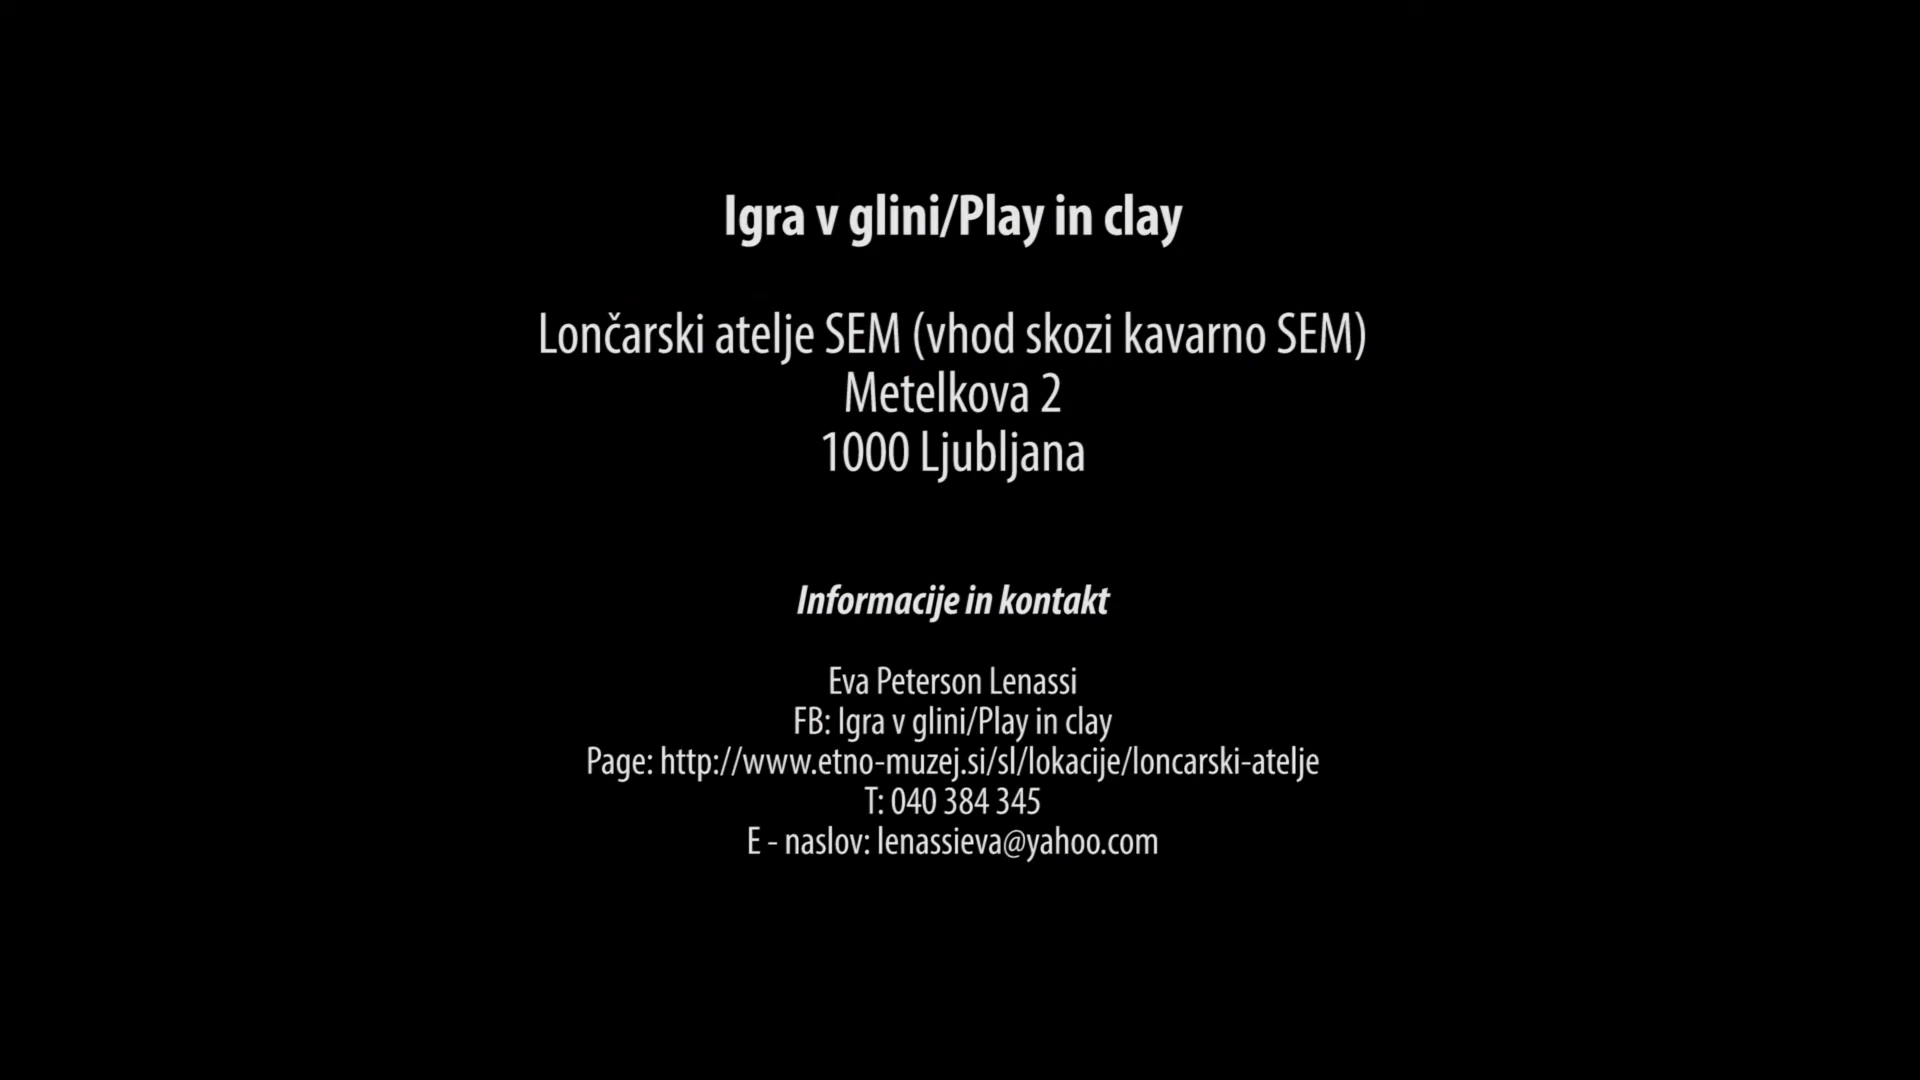 Igra v glini/Play in clay
Lončarski atelje SEM (vhod skozi kavarno SEM)
Metelkova 2
1000 Ljubljana
Informacije in kontakt
Eva Peterson Lenassi
FB: Igra v glini/Play in clay
Page: http://www.etno-muzej.si/sl/lokacije/loncarski-atelje
T: 040 384 345
E - naslov: lenassieva@yahoo.com